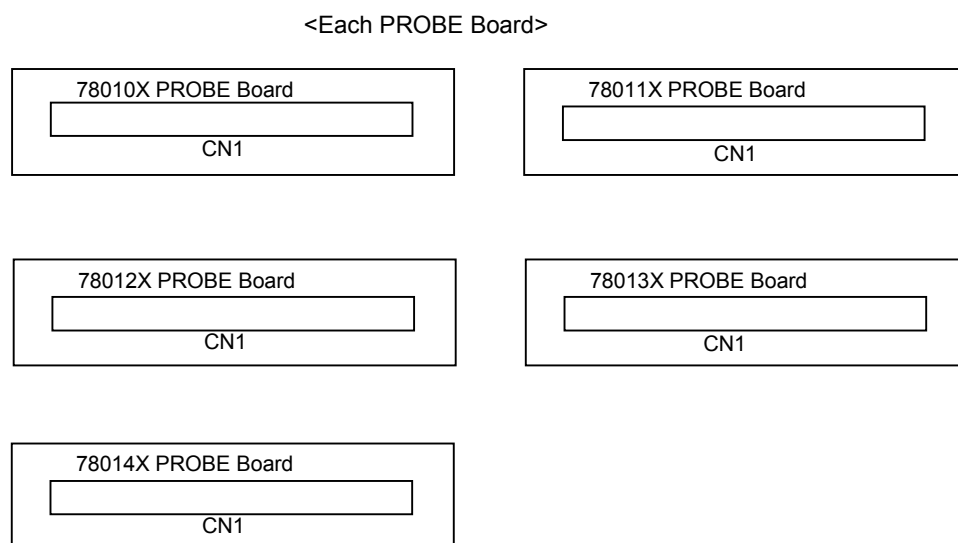 <Each PROBE Board>
78010X PROBE Board
CN1
78011X PROBE Board
CN1
78012X PROBE Board
CN1
78013X PROBE Board
CN1
78014X PROBE Board
CN1